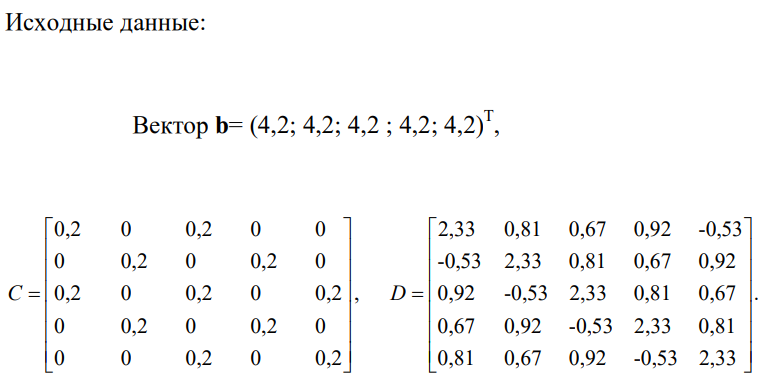 Исходные данные:
Вектор b= (4,2; 4,2; 4,2 ; 4,2; 4,2)ᵀ,
0,2 0 0,2 0 0 2,33 0,81 0,67 0,92 -0,53
0 0,2 0 0,2 0 -0,53 2,33 0,81 0,67 0,92
C = 0,2 0 0,2 0 0,2 , D = 0,92 -0,53 2,33 0,81 0,67 .
0 0,2 0 0,2 0 0,67 0,92 -0,53 2,33 0,81
0 0 0,2 0 0,2 0,81 0,67 0,92 -0,53 2,33